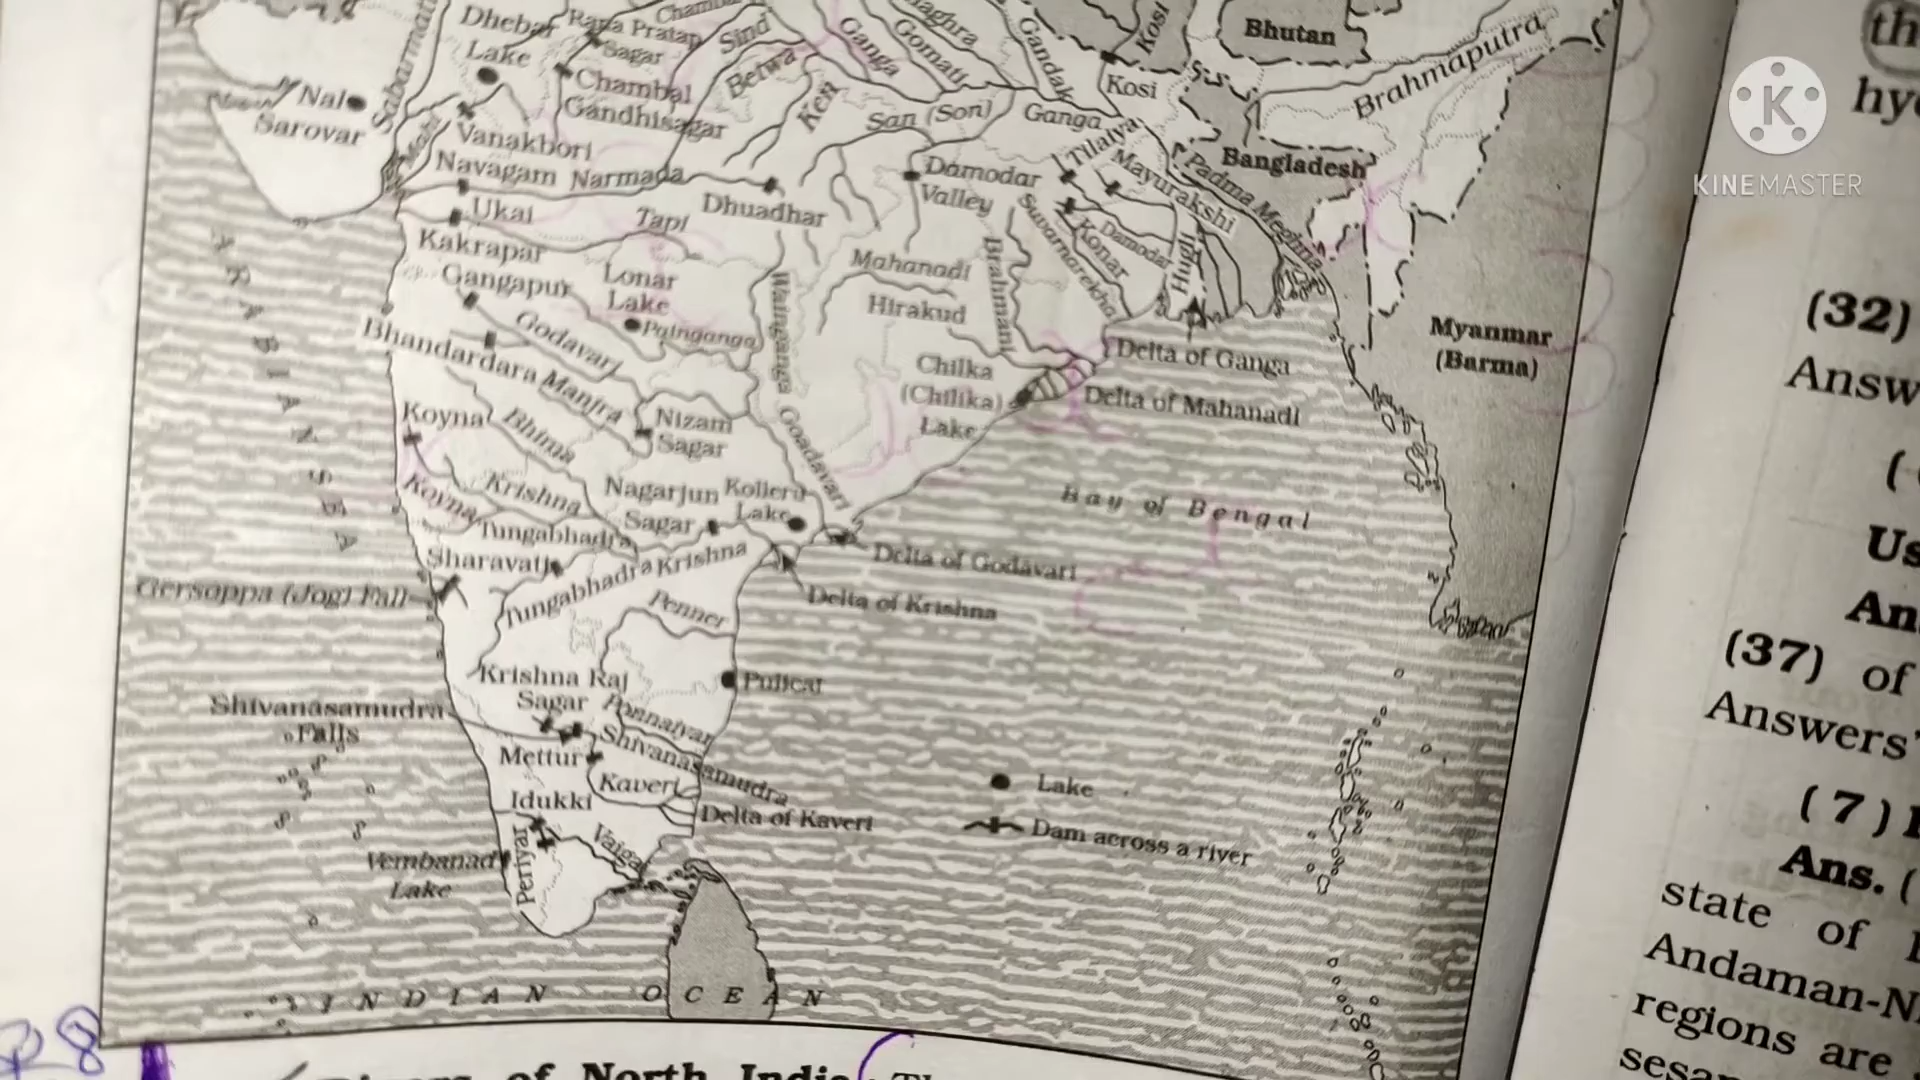 Dhebar
Lake
Rana Pratap
Sagar
Sind
Chambal
Gandhisagar
Betwa
Ken
Ganga
Gomati
Gandak
Kosi
Kosi
Bhutan
Brahmaputra
Nal
Sarovar
Sabarmati
Mahi
Vanakbori
Navagam Narmada
Dhuadhar
San (Son)
Ganga
Damodar
Valley
Tilaiya
Mayurakshi
Padma Meghna
Bangladesh
Ukai
Kakrapar
Tapi
Gangapur
Lonar
Lake
Painganga
Wainganga
Mahanadi
Hirakud
Brahmani
Suvarnarekha
Konar
Damodar
Hugli
Myanmar
(Barma)
Bhandardara
Godavari
Manjra
Nizam
Sagar
Goadavari
Chilka
(Chilika)
Lake
Delta of Ganga
Delta of Mahanadi
Koyna
Bhima
Koyna
Krishna
Nagarjun
Sagar
Kolleru
Lake
Bay of Bengal
Tungabhadra
Sharavati
Gersoppa (Jog) Fall
Tungabhadra
Krishna
Delta of Godavari
Delta of Krishna
Penner
Krishna Raj
Sagar
Pulicat
Shivanasamudra
Falls
Ponnaiyar
Shivanasamudra
Mettur
Kaveri
Idukki
Delta of Kaveri
Periyar
Vaigai
Vembanad
Lake
Lake
Dam across a river
INDIAN OCEAN
of North India
KINEMASTER
(32)
(37) of
Answers
(7)
Ans. (
state of
Andaman-
regions are